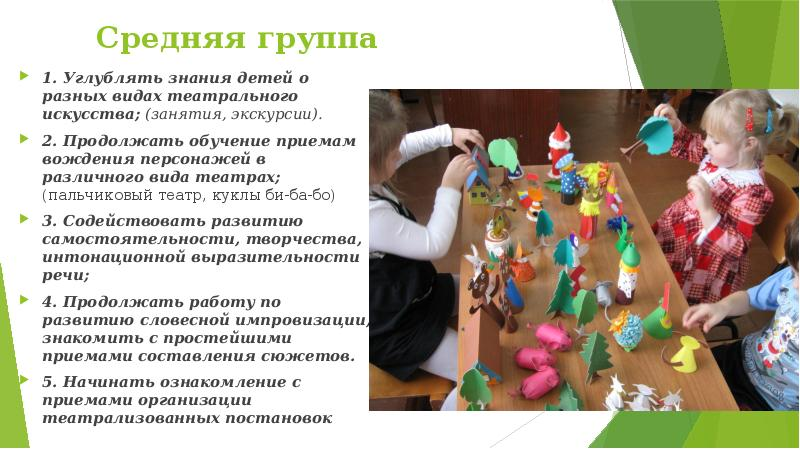 Средняя группа
1. Углублять знания детей о
разных видах театрального
искусства; (занятия, экскурсии).
2. Продолжать обучение приемам
вождения персонажей в
различного вида театрах;
(пальчиковый театр, куклы би-ба-бо)
3. Содействовать развитию
самостоятельности, творчества,
интонационной выразительности
речи;
4. Продолжать работу по
развитию словесной импровизации,
знакомить с простейшими
приемами составления сюжетов.
5. Начинать ознакомление с
приемами организации
театрализованных постановок